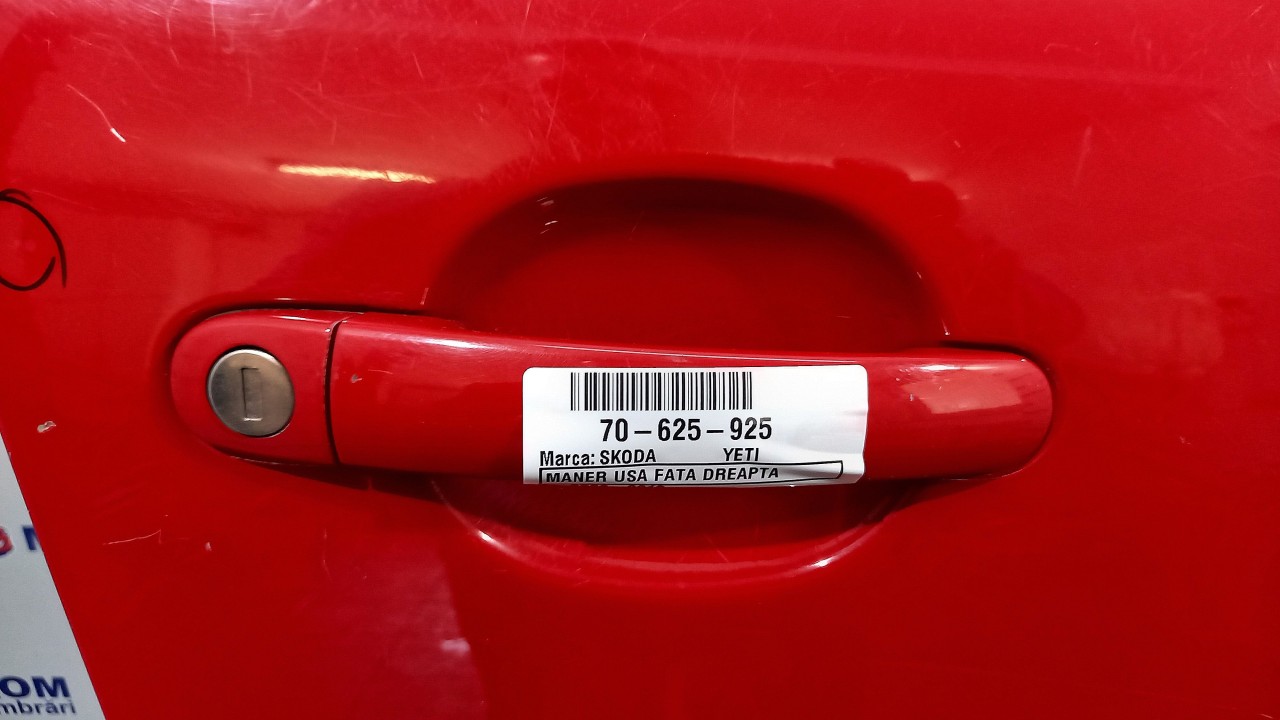 70-625-925
Marca: SKODA YETI
MANER USA FATA DREAPTA
OM
mbrări